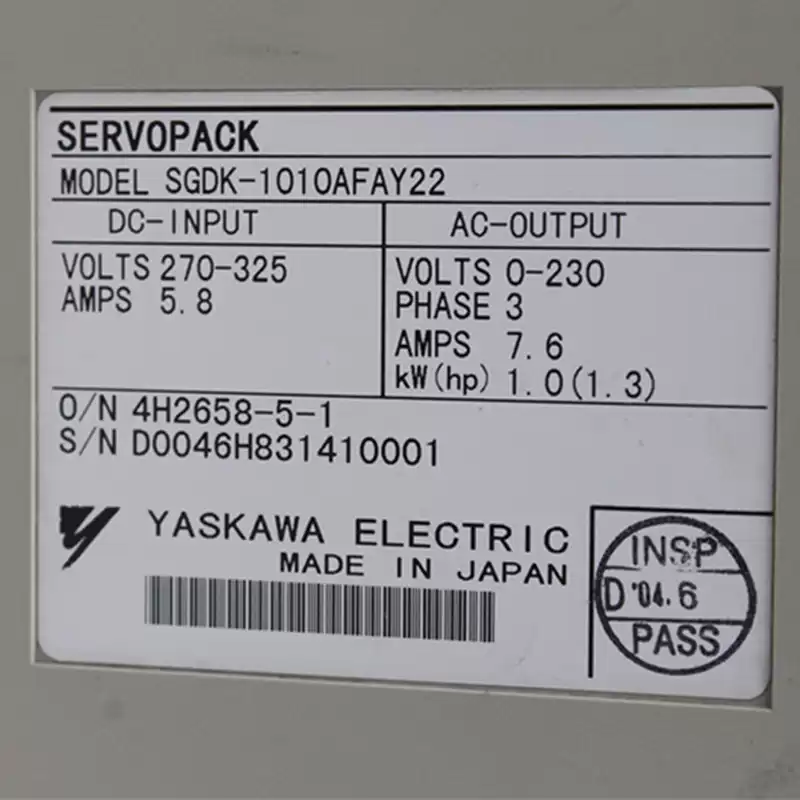 SERVOPACK
MODEL SGDK-1010AFAY22
DC-INPUT
VOLTS 270-325
AMPS 5.8
AC-OUTPUT
VOLTS 0-230
PHASE 3
AMPS 7.6
kW(hp) 1.0(1.3)
O/N 4H2658-5-1
S/N D0046H831410001
YASKAWA ELECTRIC
MADE IN JAPAN
INSP
D '04.6
PASS